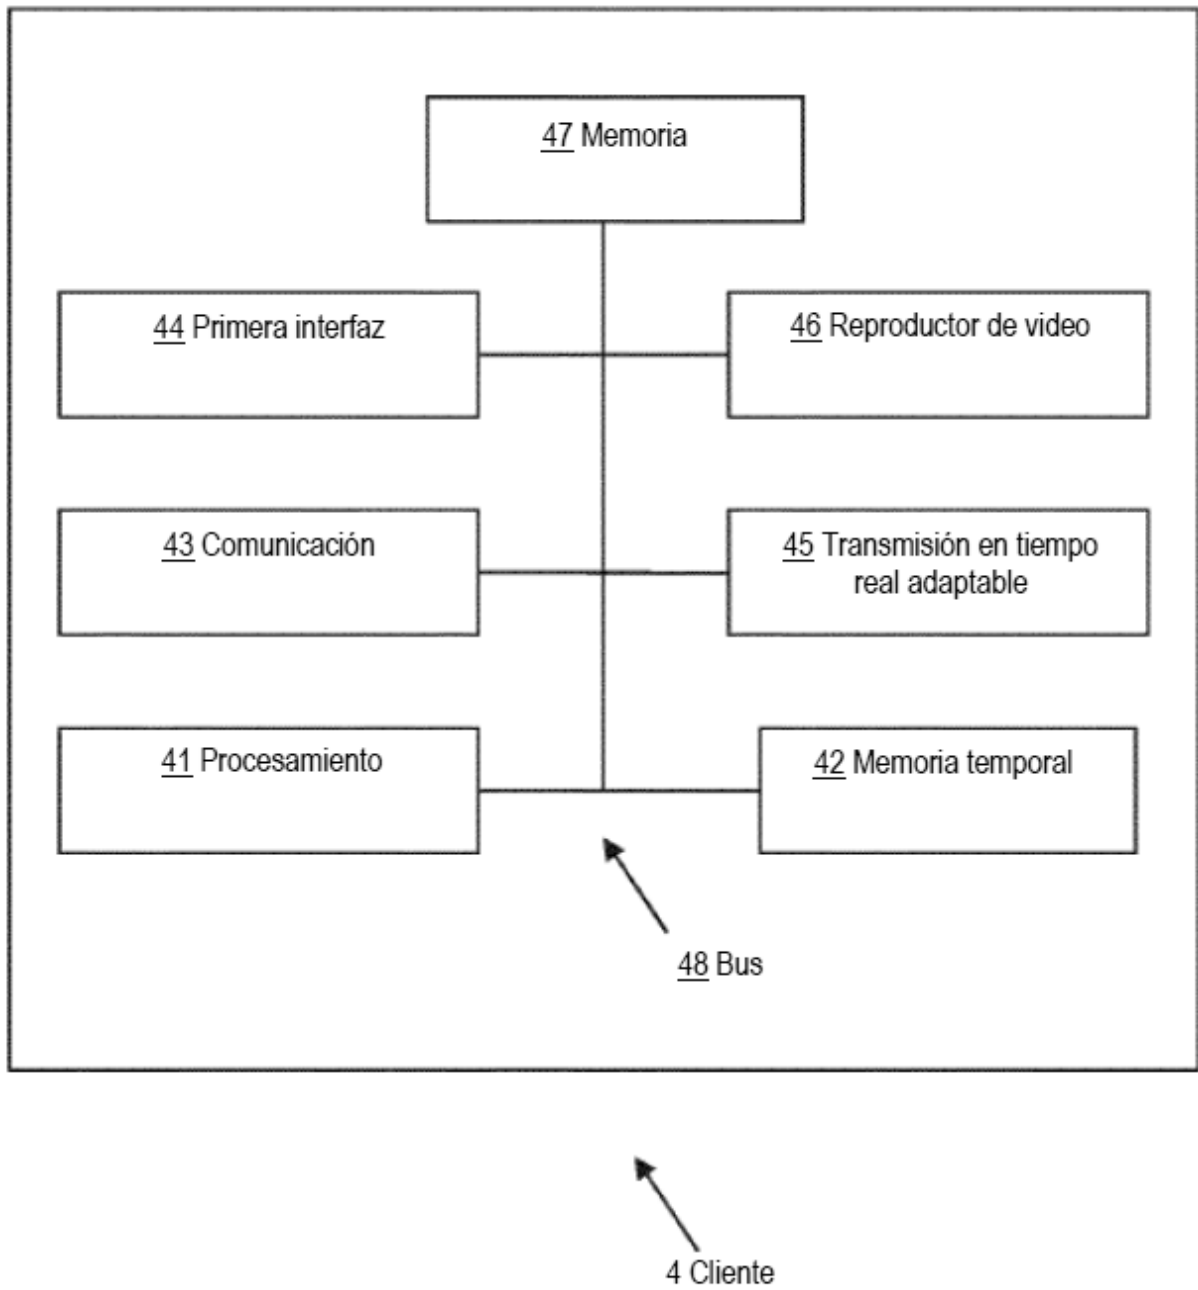 47 Memoria
44 Primera interfaz
46 Reproductor de video
43 Comunicación
45 Transmisión en tiempo
real adaptable
41 Procesamiento
42 Memoria temporal
48 Bus
4 Cliente